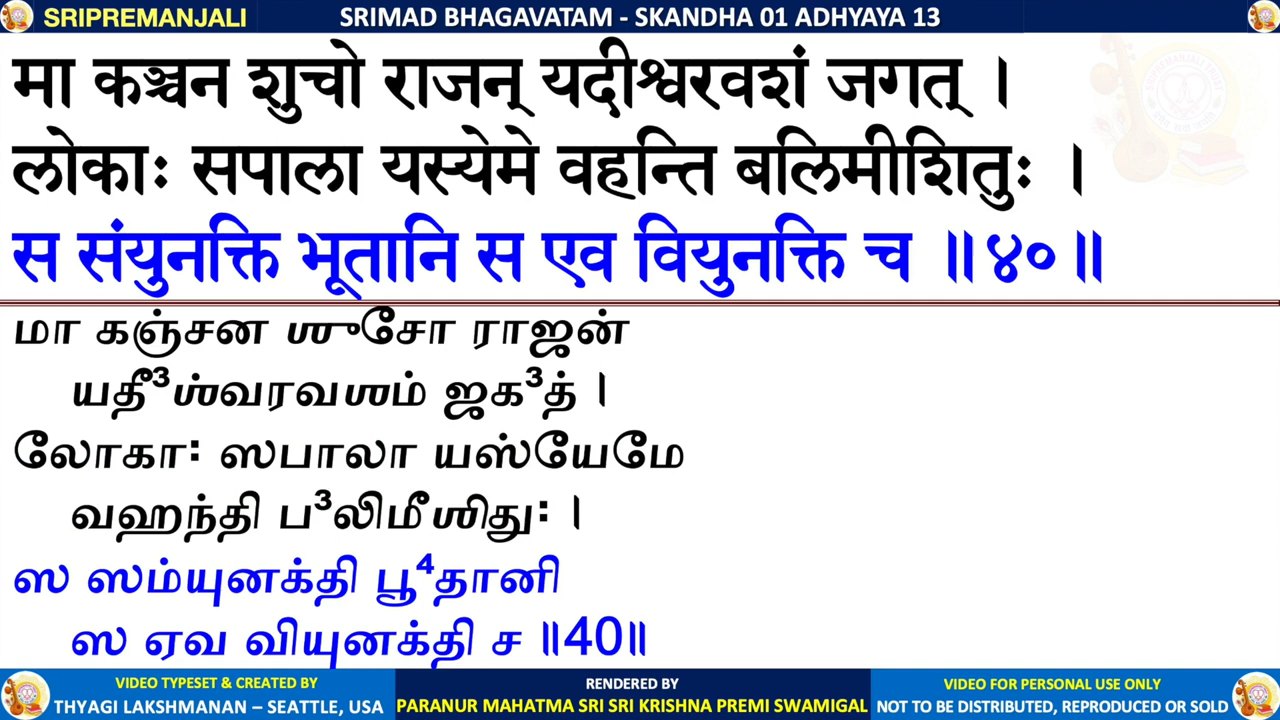 SRIPREMANJALI
SRIMAD BHAGAVATAM - SKANDHA 01 ADHYAYA 13
मा कञ्चन शुचो राजन् यदीश्वरवशं जगत् ।
लोकाः सपाला यस्येमे वहन्ति बलिमीशितुः ।
स संयुनक्ति भूतानि स एव वियुनक्ति च ॥४०॥
மா கஞ்சன ஶுசோ ராஜன்
யதீ³ஶ்வரவஶம் ஜக³த் ।
லோகா꞉ ஸபாலா யஸ்யேமே
வஹந்தி ப³லிமீஶிது꞉ ।
ஸ ஸம்யுனக்தி பூ⁴தானி
ஸ ஏவ வியுனக்தி ச ॥40॥
VIDEO TYPESET & CREATED BY
THYAGI LAKSHMANAN – SEATTLE, USA
RENDERED BY
PARANUR MAHATMA SRI SRI KRISHNA PREMI SWAMIGAL
VIDEO FOR PERSONAL USE ONLY
NOT TO BE DISTRIBUTED, REPRODUCED OR SOLD